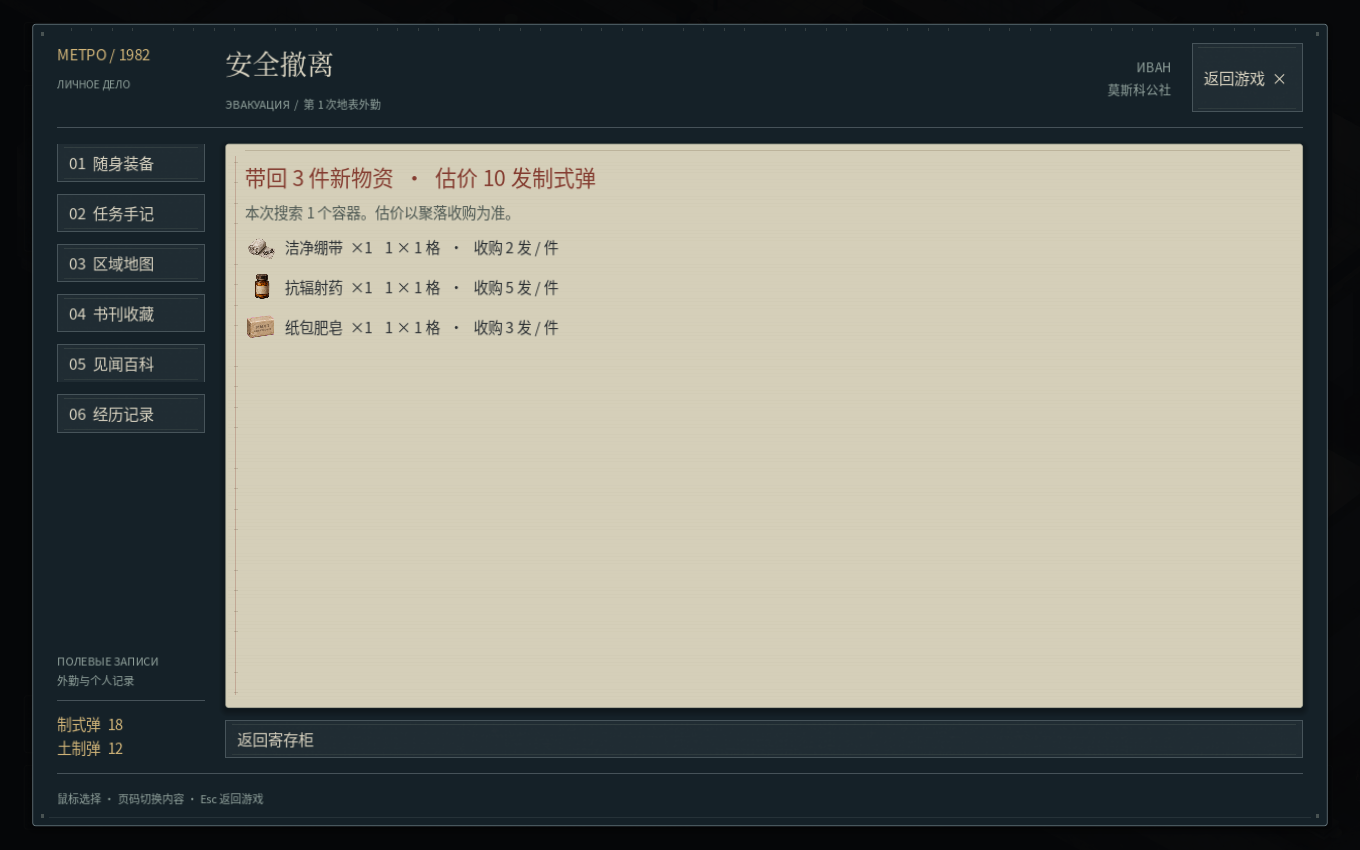 МЕТРО / 1982
ЛИЧНОЕ ДЕЛО
安全撤离
ЭВАКУАЦИЯ / 第 1 次地表外勤
ИВАН
莫斯科公社
返回游戏 ×
01 随身装备
02 任务手记
03 区域地图
04 书刊收藏
05 见闻百科
06 经历记录
带回 3 件新物资 · 估价 10 发制式弹
本次搜索 1 个容器。估价以聚落收购为准。
洁净绷带 ×1 1 × 1 格 · 收购 2 发 / 件
抗辐射药 ×1 1 × 1 格 · 收购 5 发 / 件
纸包肥皂 ×1 1 × 1 格 · 收购 3 发 / 件
ПОЛЕВЫЕ ЗАПИСИ
外勤与个人记录
制式弹 18
土制弹 12
返回寄存柜
鼠标选择 · 页码切换内容 · Esc 返回游戏